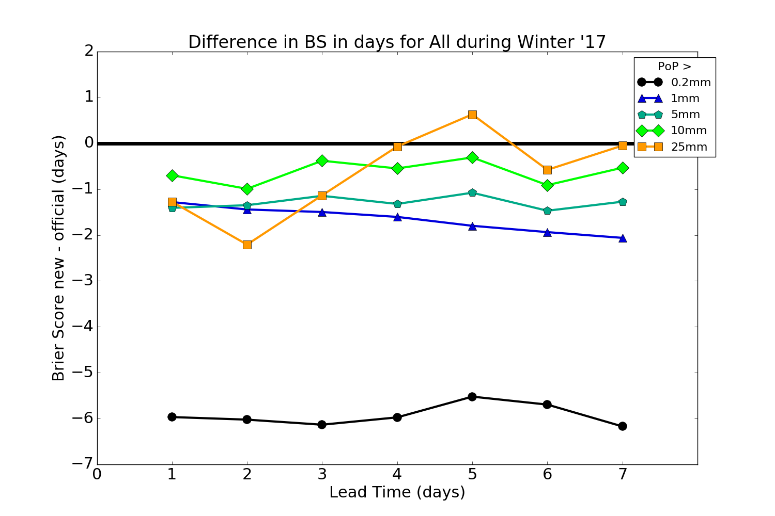 Difference in BS in days for All during Winter '17
2
1
0
−1
−2
−3
−4
−5
−6
−7
Brier Score new - official (days)
PoP >
0.2mm
1mm
5mm
10mm
25mm
0 1 2 3 4 5 6 7
Lead Time (days)